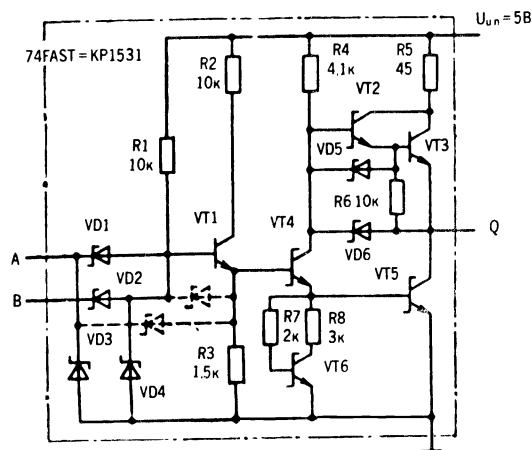 Uип=5В
74FAST=КР1531
R2
10к
R4
4,1к
R5
45
VT2
VT3
R1
10к
VD5
R6 10к
VT1
VT4
VD1
A
Q
VD6
VD2
B
VT5
R7
2к
R8
3к
VD3
R3
1,5к
VT6
VD4